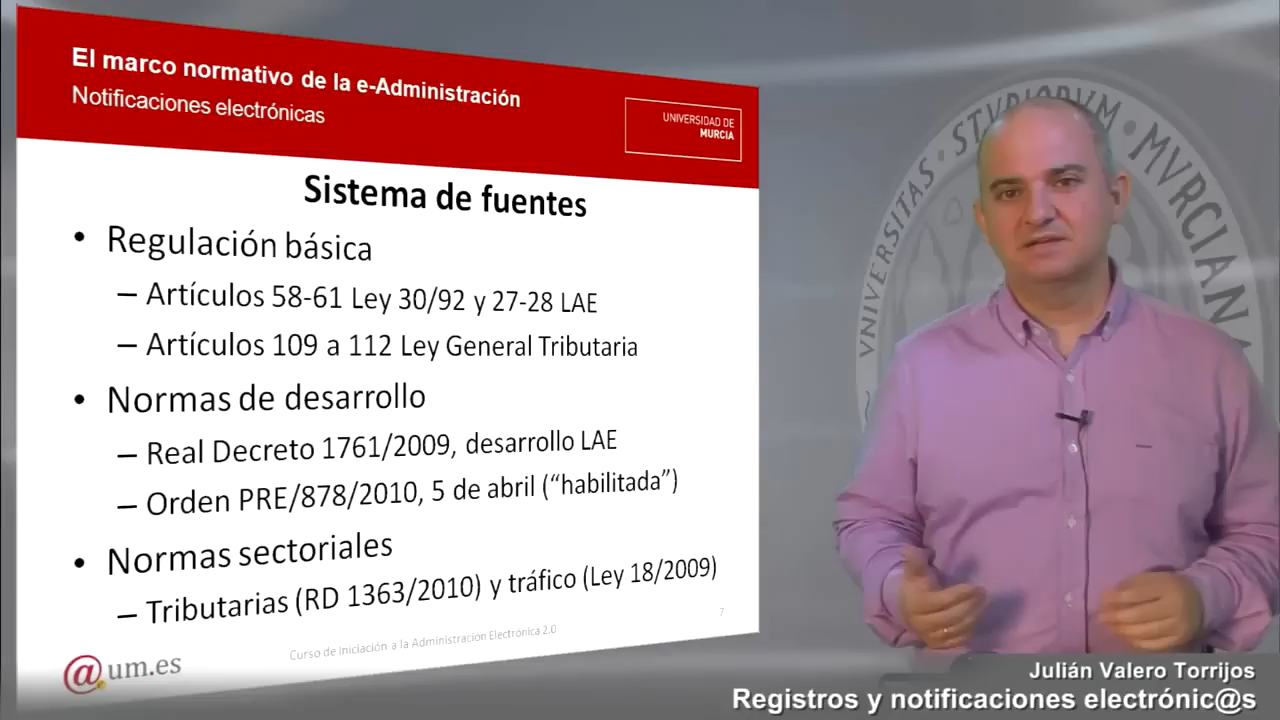 El marco normativo de la e-Administración
Notificaciones electrónicas
UNIVERSIDAD DE
MURCIA
Sistema de fuentes
• Regulación básica
– Artículos 58-61 Ley 30/92 y 27-28 LAE
– Artículos 109 a 112 Ley General Tributaria
• Normas de desarrollo
– Real Decreto 1761/2009, desarrollo LAE
– Orden PRE/878/2010, 5 de abril (“habilitada”)
• Normas sectoriales
– Tributarias (RD 1363/2010) y tráfico (Ley 18/2009)
7
Curso de Iniciación a la Administración Electrónica 2.0
@um.es
VNIVERSITAS • STVDIORVM • MVRCIANA
Julián Valero Torrijos
Registros y notificaciones electrónic@s